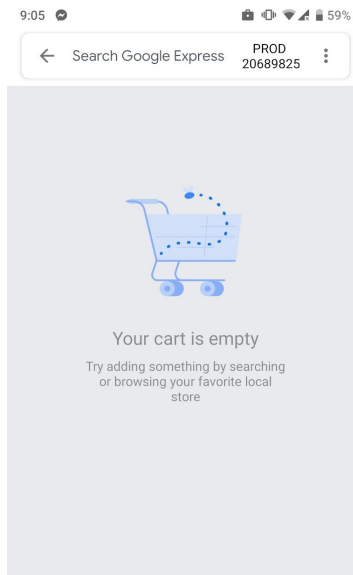 9:05 59%
Search Google Express PROD
20689825
Your cart is empty
Try adding something by searching
or browsing your favorite local
store